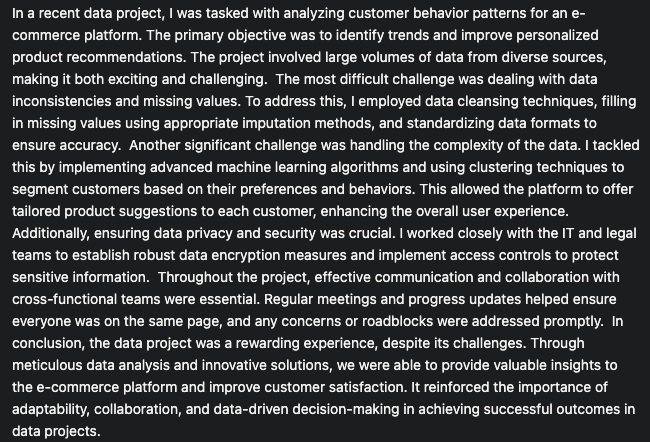 In a recent data project, I was tasked with analyzing customer behavior patterns for an e-
commerce platform. The primary objective was to identify trends and improve personalized
product recommendations. The project involved large volumes of data from diverse sources,
making it both exciting and challenging.  The most difficult challenge was dealing with data
inconsistencies and missing values. To address this, I employed data cleansing techniques, filling
in missing values using appropriate imputation methods, and standardizing data formats to
ensure accuracy.  Another significant challenge was handling the complexity of the data. I tackled
this by implementing advanced machine learning algorithms and using clustering techniques to
segment customers based on their preferences and behaviors. This allowed the platform to offer
tailored product suggestions to each customer, enhancing the overall user experience.
Additionally, ensuring data privacy and security was crucial. I worked closely with the IT and legal
teams to establish robust data encryption measures and implement access controls to protect
sensitive information.  Throughout the project, effective communication and collaboration with
cross-functional teams were essential. Regular meetings and progress updates helped ensure
everyone was on the same page, and any concerns or roadblocks were addressed promptly.  In
conclusion, the data project was a rewarding experience, despite its challenges. Through
meticulous data analysis and innovative solutions, we were able to provide valuable insights to
the e-commerce platform and improve customer satisfaction. It reinforced the importance of
adaptability, collaboration, and data-driven decision-making in achieving successful outcomes in
data projects.